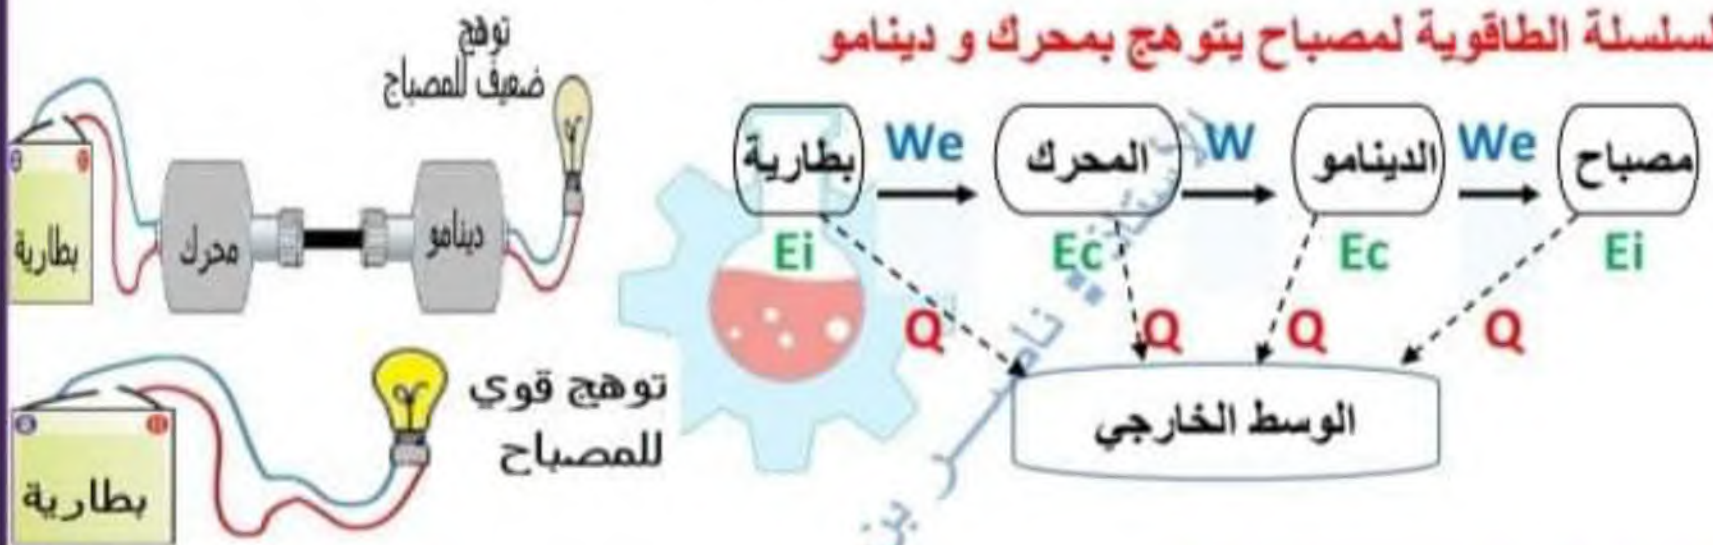 لسلسلة الطاقوية لمصباح يتوهج بمحرك و دينامو
بطارية We المحرك W الدينامو We مصباح
Ei Ec Ec Ei
Q Q Q Q
الوسط الخارجي
توهج
ضعيف للمصباح
بطارية
محرك
دينامو
توهج قوي
للمصباح
بطارية